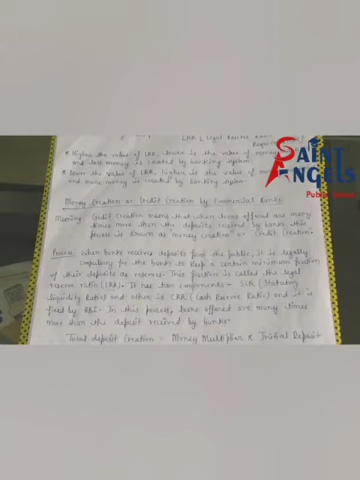 LRR (Legal Reserve Ratio
Requirement)
SAINT
ANGELS
Public
* Higher the value of LRR, lower is the value of money
and less money is created by banking system.
* Lower the value of LRR, higher is the value of
and more money is created by banking system
Money Creation or Credit Creation by Commercial Banks
Meaning Credit Creation means that when loans offered are many
times more than the deposits received by banks this
process is known as money creation or Credit Creation.
Process When banks receives deposits from the public, it is legally
compulsory for the banks to keep a certain minimum fraction
of their deposits as reserves. This fraction is called the legal
reserve ratio (LRR). It has two components - SLR (Statutory
liquidity Ratio) and other is CRR (Cash Reserve Ratio) and it is
fixed by RBI. In this process, loans offered are many times
more than the deposit received by banks.
Total deposit Creation = Money Multiplier × Initial Deposit